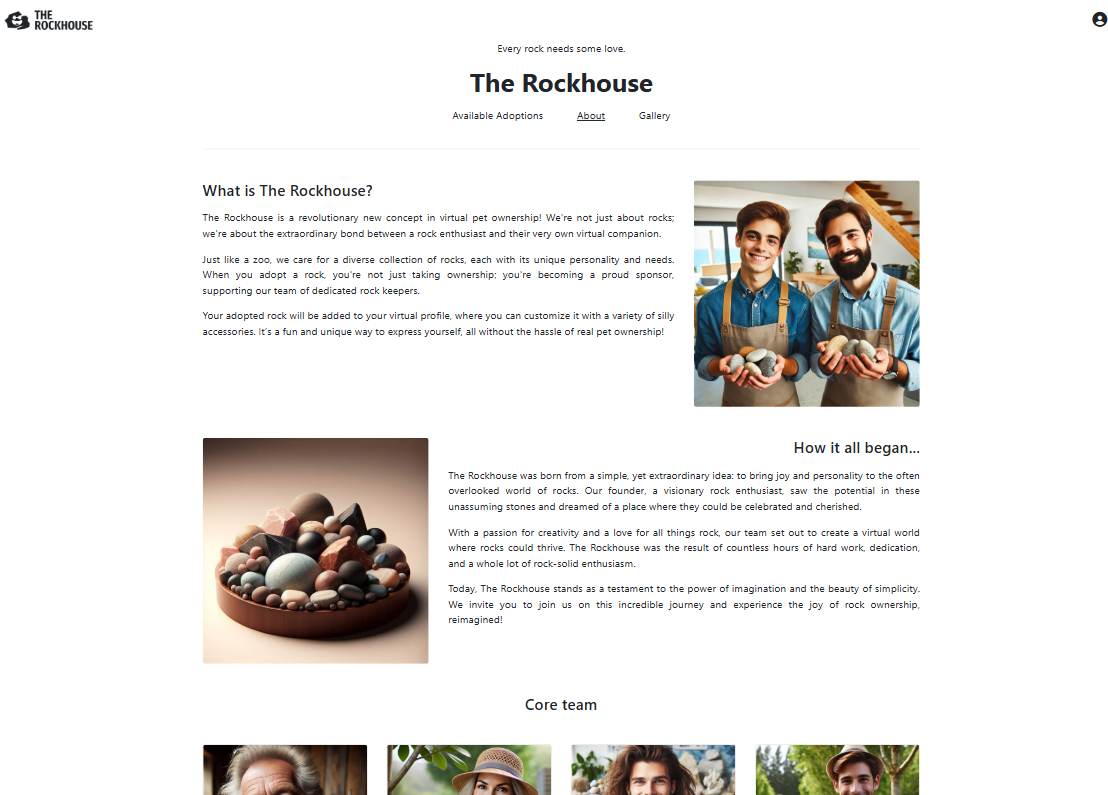 THE
ROCKHOUSE
Every rock needs some love.
The Rockhouse
Available Adoptions About Gallery
What is The Rockhouse?
The Rockhouse is a revolutionary new concept in virtual pet ownership! We're not just about rocks;
we're about the extraordinary bond between a rock enthusiast and their very own virtual companion.
Just like a zoo, we care for a diverse collection of rocks, each with its unique personality and needs.
When you adopt a rock, you're not just taking ownership; you're becoming a proud sponsor,
supporting our team of dedicated rock keepers.
Your adopted rock will be added to your virtual profile, where you can customize it with a variety of silly
accessories. It's a fun and unique way to express yourself, all without the hassle of real pet ownership!
How it all began...
The Rockhouse was born from a simple, yet extraordinary idea: to bring joy and personality to the often
overlooked world of rocks. Our founder, a visionary rock enthusiast, saw the potential in these
unassuming stones and dreamed of a place where they could be celebrated and cherished.
With a passion for creativity and a love for all things rock, our team set out to create a virtual world
where rocks could thrive. The Rockhouse was the result of countless hours of hard work, dedication,
and a whole lot of rock-solid enthusiasm.
Today, The Rockhouse stands as a testament to the power of imagination and the beauty of simplicity.
We invite you to join us on this incredible journey and experience the joy of rock ownership,
reimagined!
Core team